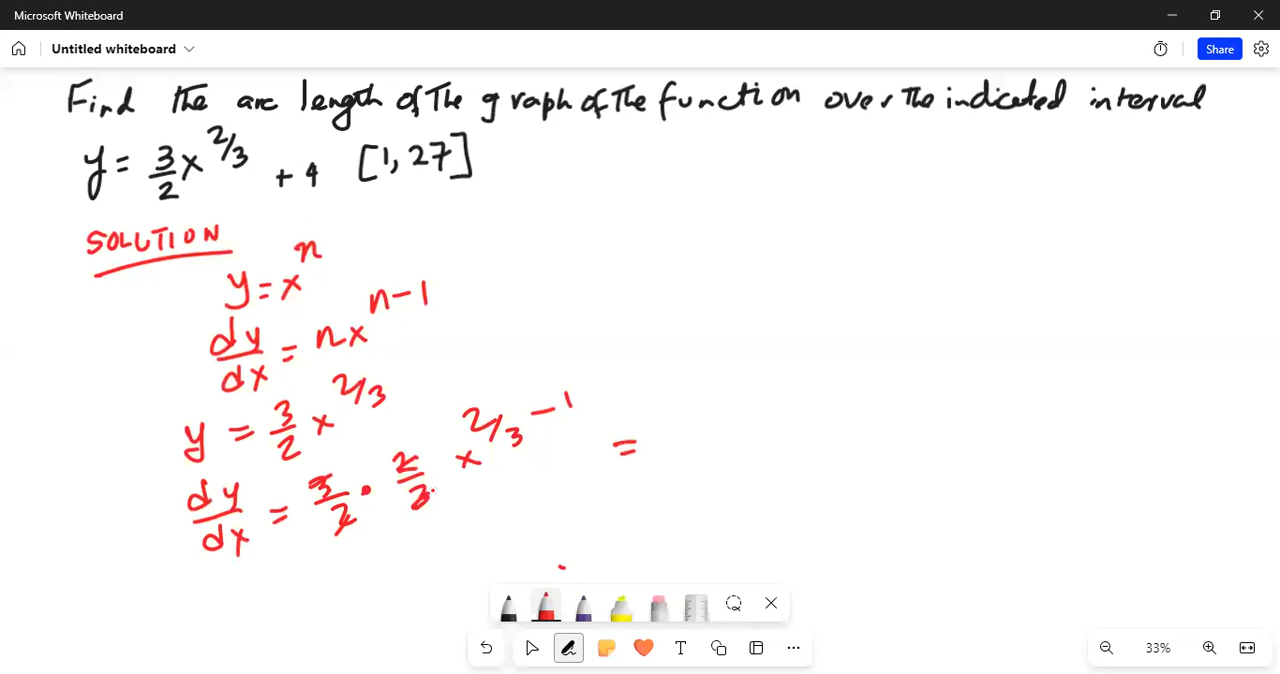 Microsoft Whiteboard
Untitled whiteboard
Share
Find the arc length of The graph of The function over The indicated interval
y = 3/2 x^2/3 + 4 [1, 27]
SOLUTION
y = x^n
dy/dx = nx^n-1
y = 3/2 x^2/3
dy/dx = 3/2 · 2/3 x^2/3 -1 =
T
33%